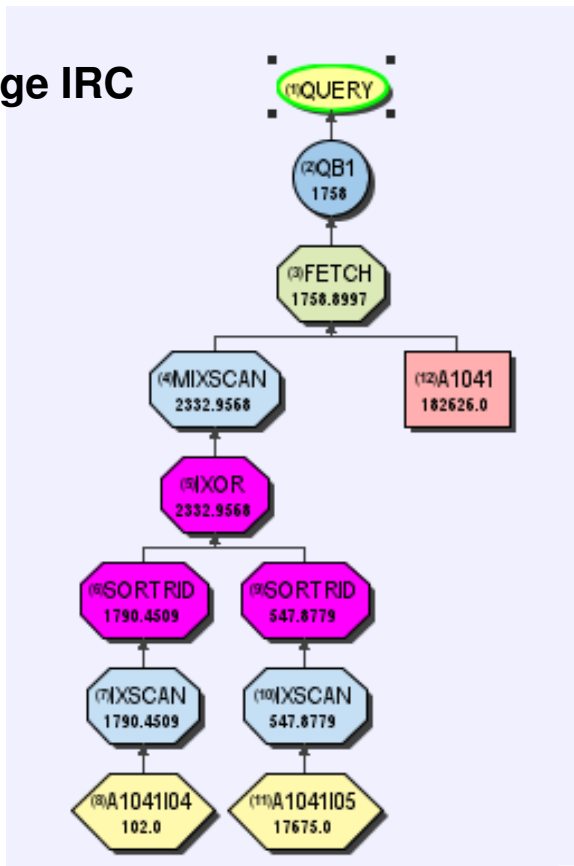 ge IRC
(1)QUERY
(2)QB1
1758
(3)FETCH
1758.8997
(4)MIXSCAN
2332.9568
(12)A1041
182626.0
(5)IXOR
2332.9568
(6)SORTRID
1790.4509
(9)SORTRID
547.8779
(7)IXSCAN
1790.4509
(10)IXSCAN
547.8779
(8)A1041I04
102.0
(11)A1041I05
17675.0